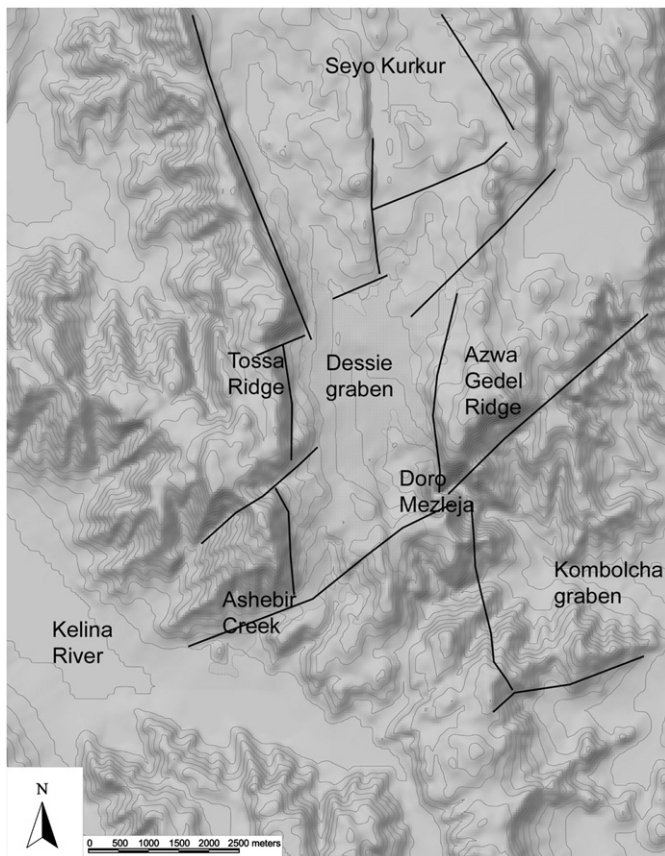 Seyo Kurkur
Tossa
Ridge
Dessie
graben
Azwa
Gedel
Ridge
Doro
Mezleja
Kombolcha
graben
Ashebir
Creek
Kelina
River
N
0 500 1000 1500 2000 2500 meters